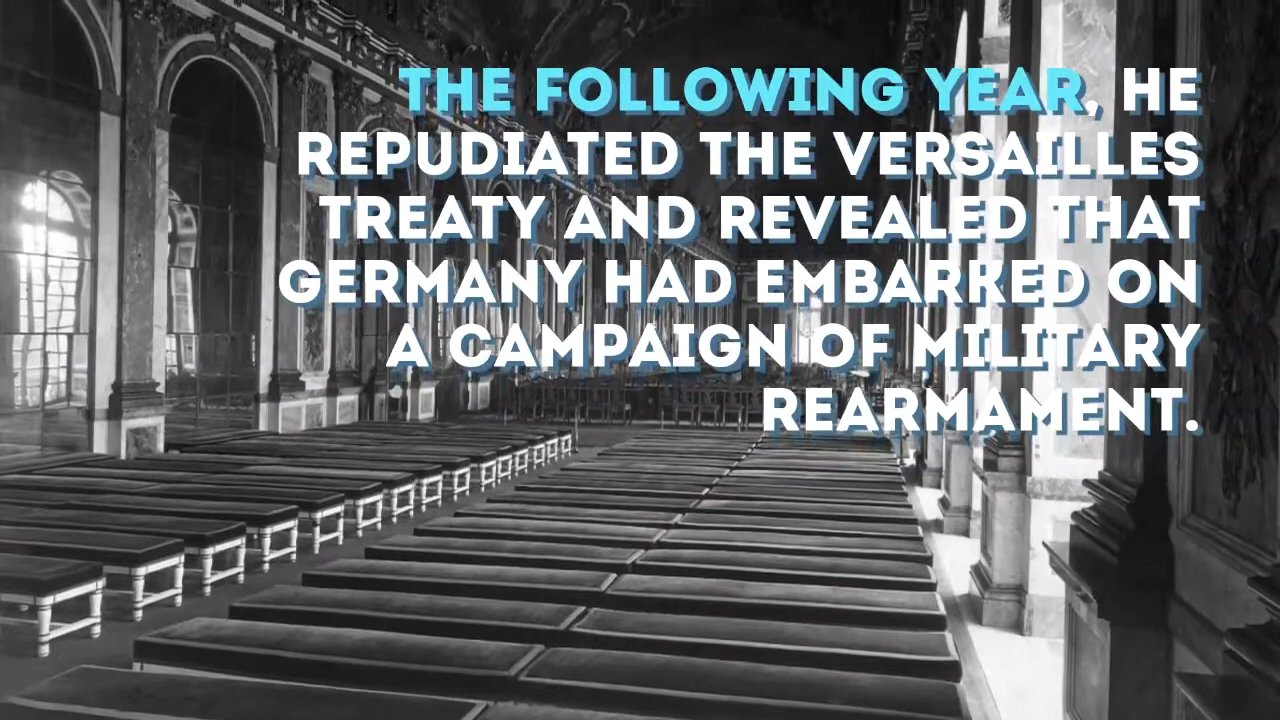 THE FOLLOWING YEAR, HE
REPUDIATED THE VERSAILLES
TREATY AND REVEALED THAT
GERMANY HAD EMBARKED ON
A CAMPAIGN OF MILITARY
REARMAMENT.